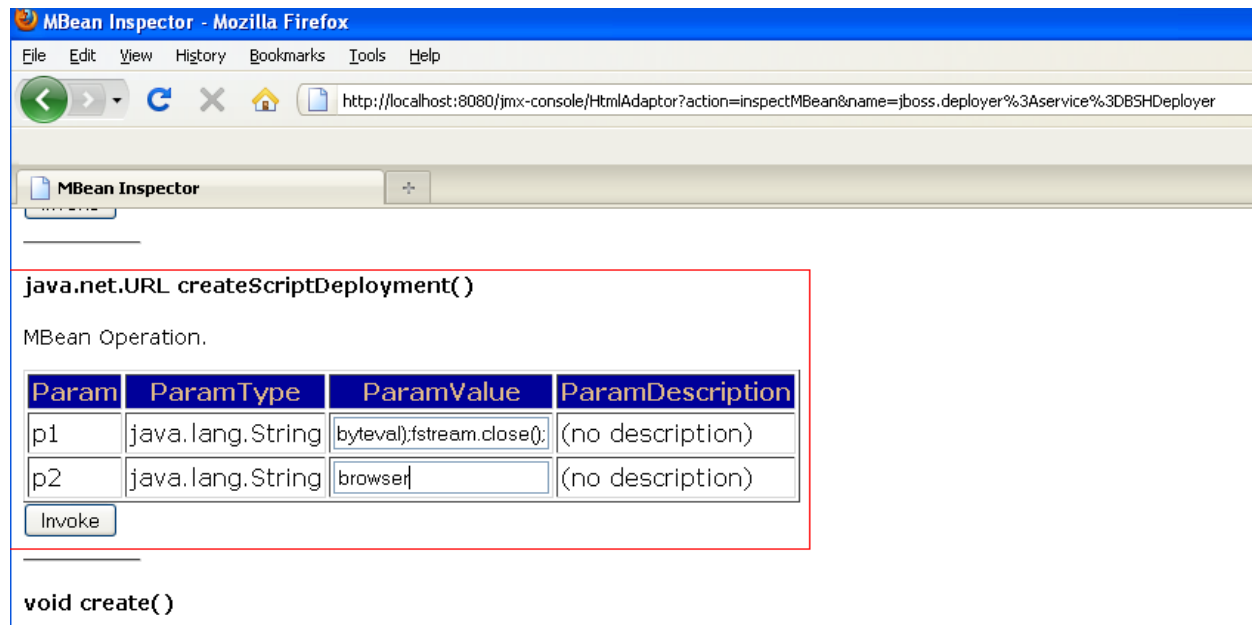 MBean Inspector - Mozilla Firefox
File Edit View History Bookmarks Tools Help
http://localhost:8080/jmx-console/HtmlAdaptor?action=inspectMBean&name=jboss.deployer%3Aservice%3DBSHDeployer
MBean Inspector
java.net.URL createScriptDeployment()
MBean Operation.
Param ParamType ParamValue ParamDescription
p1 java.lang.String byteval);fstream.close(); (no description)
p2 java.lang.String browser (no description)
Invoke
void create()